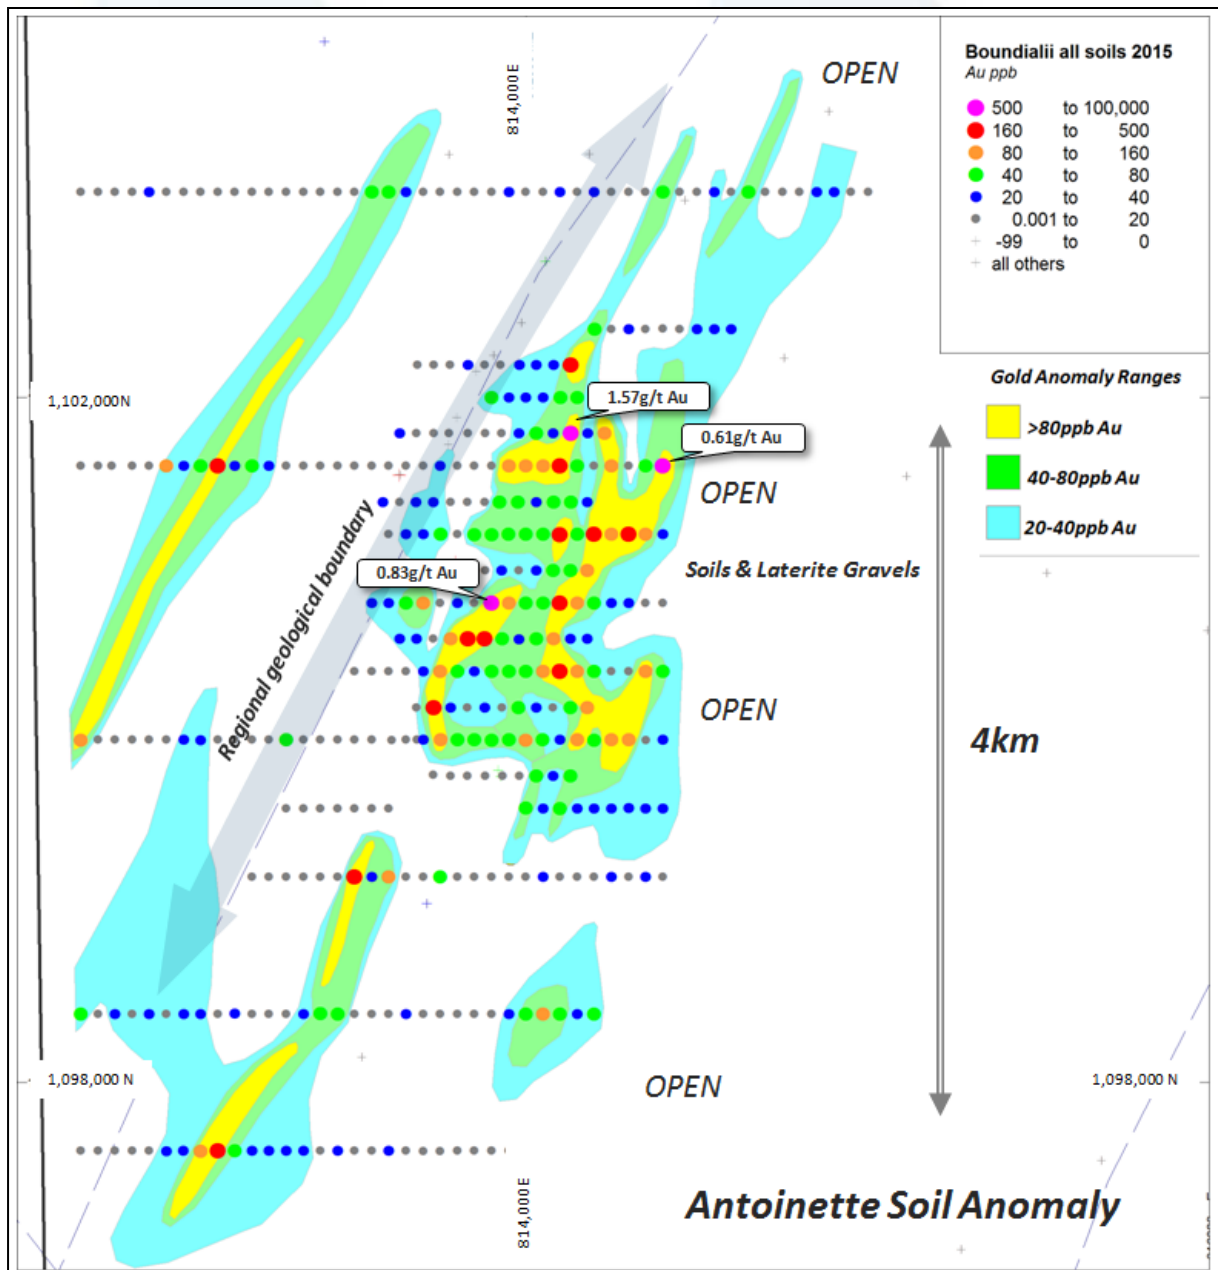 OPEN
814,000E
Boundialii all soils 2015
Au ppb
500 to 100,000
160 to 500
80 to 160
40 to 80
20 to 40
0.001 to 20
-99 to 0
all others
Gold Anomaly Ranges
>80ppb Au
40-80ppb Au
20-40ppb Au
1,102,000N
1.57g/t Au
0.61g/t Au
OPEN
Regional geological boundary
0.83g/t Au
Soils & Laterite Gravels
OPEN
4km
1,098,000 N
OPEN
1,098,000 N
814,000E
Antoinette Soil Anomaly